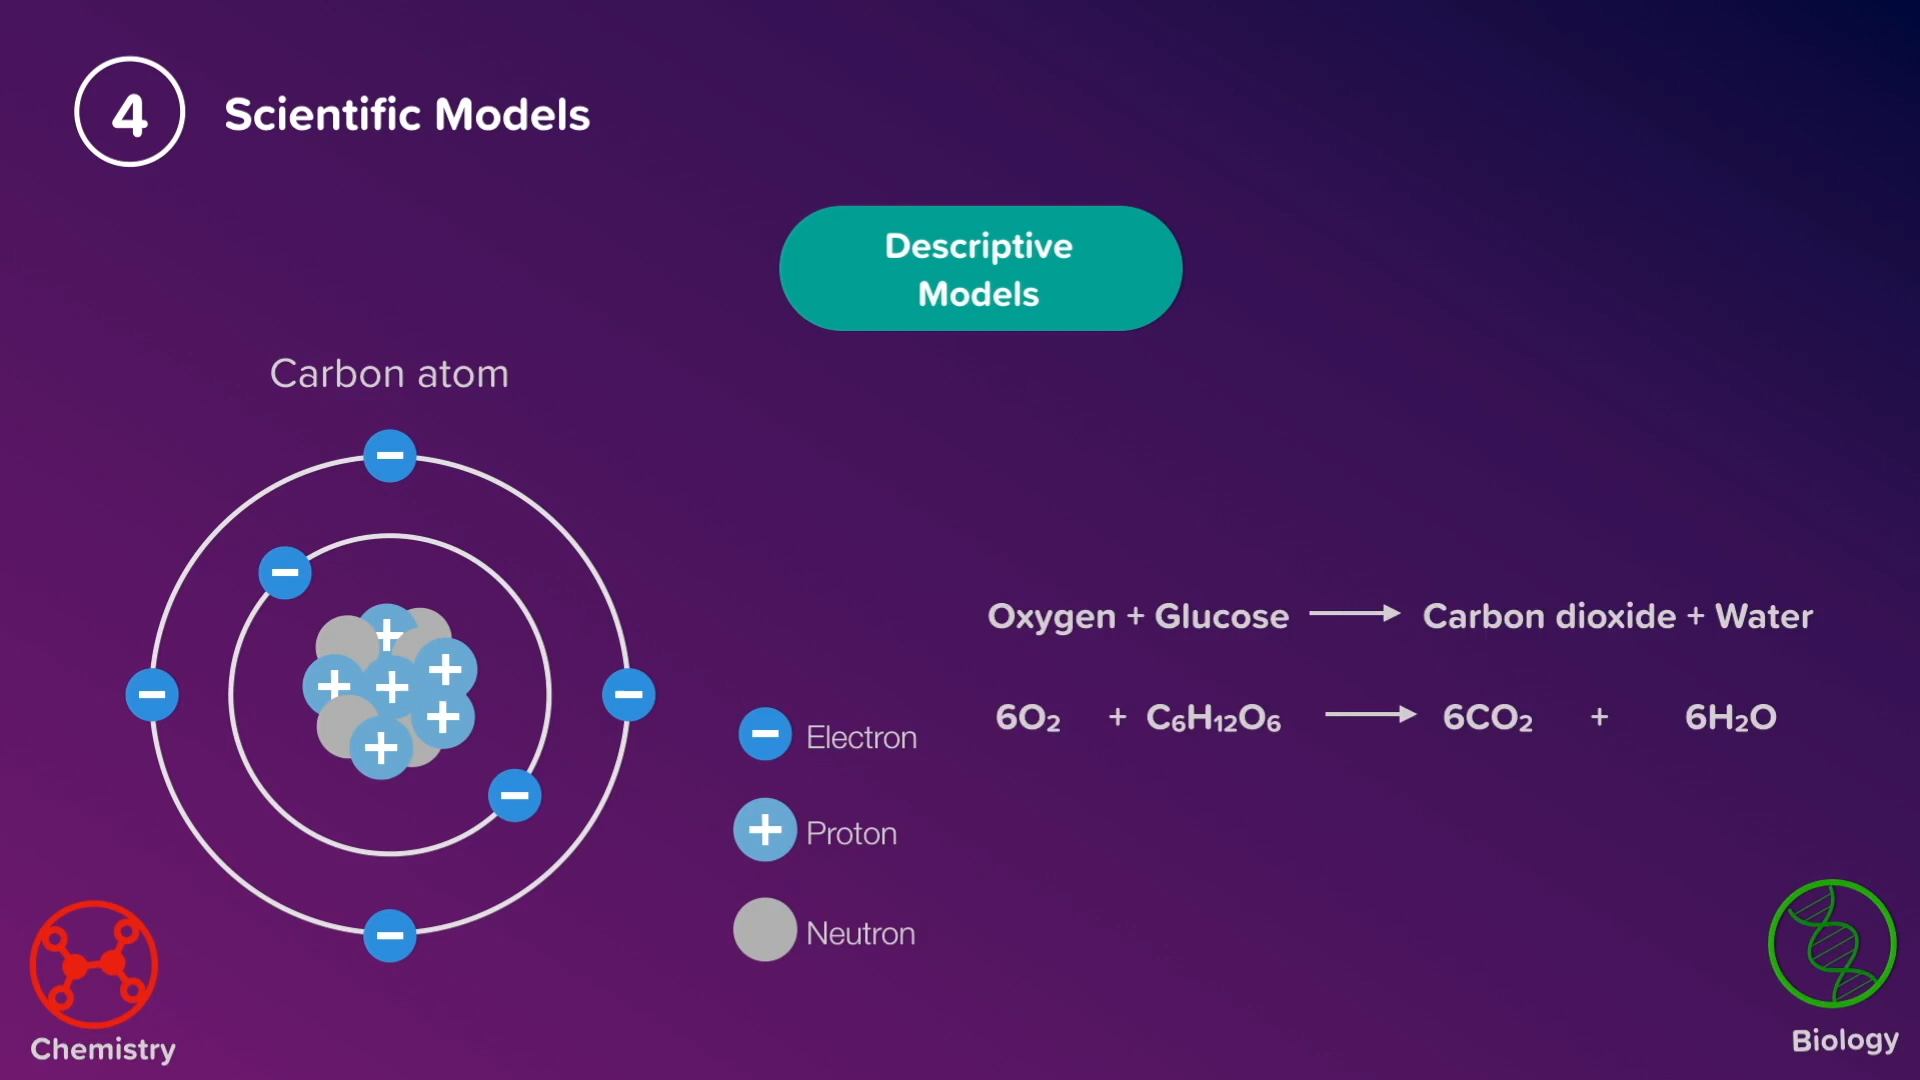 4
Scientific Models
Descriptive
Models
Carbon atom
Oxygen + Glucose ⟶ Carbon dioxide + Water
6O₂ + C₆H₁₂O₆ ⟶ 6CO₂ + 6H₂O
Electron
Proton
Neutron
Chemistry
Biology